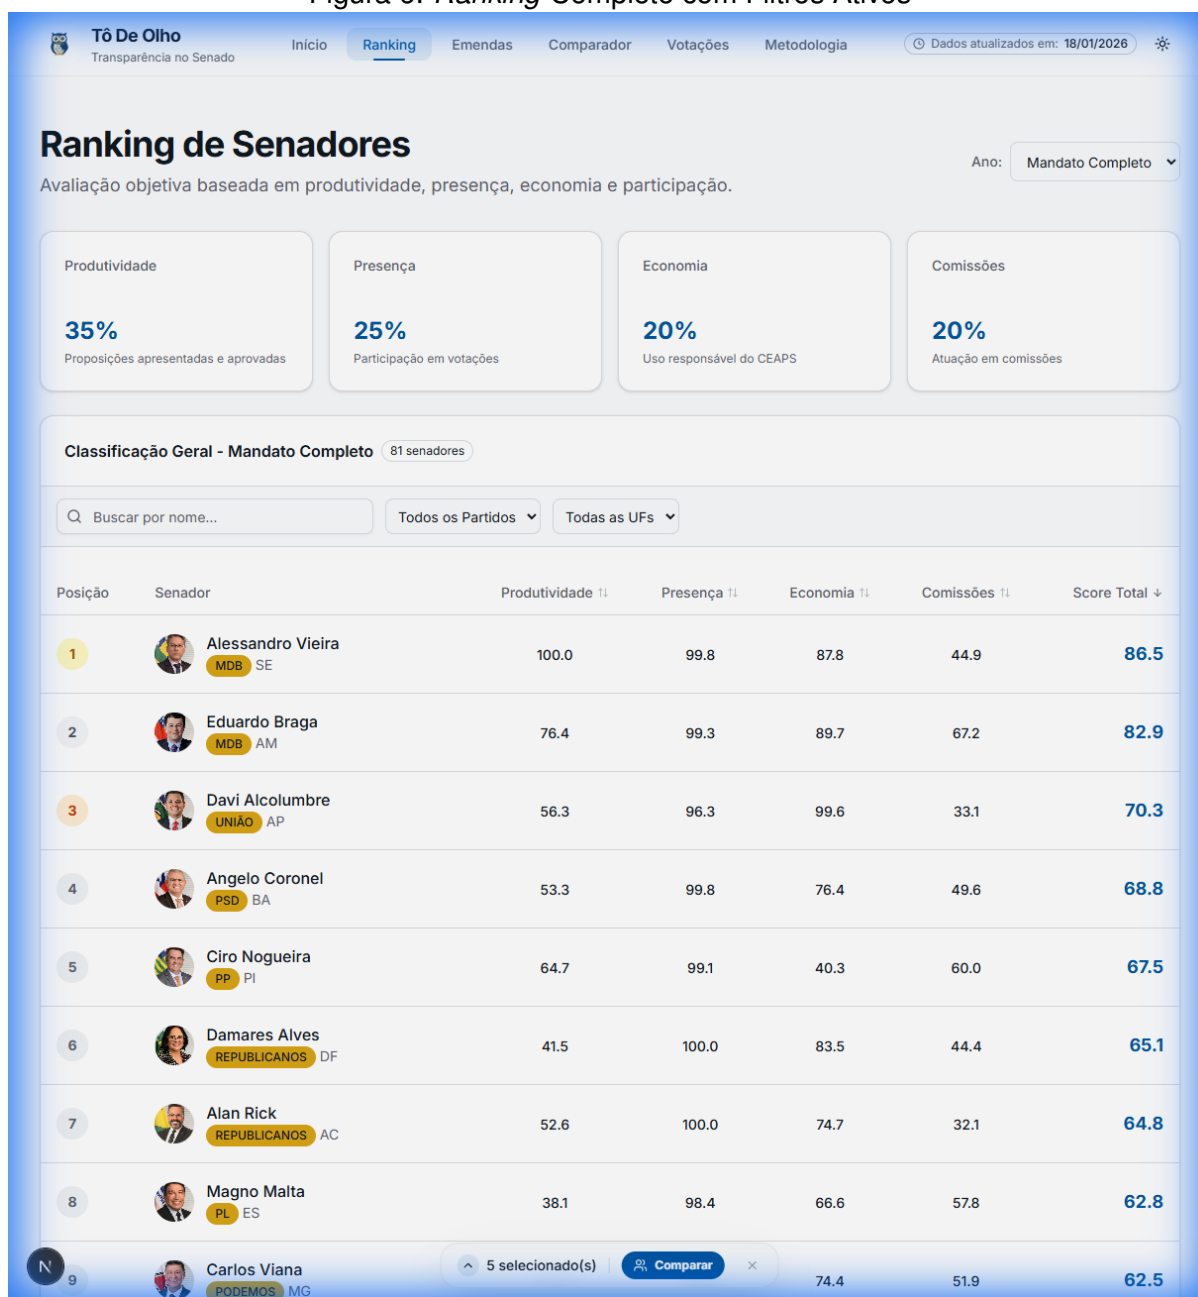 Figura 6: Ranking Completo com Filtros Ativos
Tô De Olho
Transparência no Senado
Início Ranking Emendas Comparador Votações Metodologia
Dados atualizados em: 18/01/2026
Ranking de Senadores
Avaliação objetiva baseada em produtividade, presença, economia e participação.
Ano: Mandato Completo
Produtividade
35%
Proposições apresentadas e aprovadas
Presença
25%
Participação em votações
Economia
20%
Uso responsável do CEAPS
Comissões
20%
Atuação em comissões
Classificação Geral - Mandato Completo 81 senadores
Buscar por nome... Todos os Partidos Todas as UFs
Posição Senador Produtividade ↑↓ Presença ↑↓ Economia ↑↓ Comissões ↑↓ Score Total ↓
1 Alessandro Vieira 100.0 99.8 87.8 44.9 86.5
MDB SE
2 Eduardo Braga 76.4 99.3 89.7 67.2 82.9
MDB AM
3 Davi Alcolumbre 56.3 96.3 99.6 33.1 70.3
UNIÃO AP
4 Angelo Coronel 53.3 99.8 76.4 49.6 68.8
PSD BA
5 Ciro Nogueira 64.7 99.1 40.3 60.0 67.5
PP PI
6 Damares Alves 41.5 100.0 83.5 44.4 65.1
REPUBLICANOS DF
7 Alan Rick 52.6 100.0 74.7 32.1 64.8
REPUBLICANOS AC
8 Magno Malta 38.1 98.4 66.6 57.8 62.8
PL ES
N
9 Carlos Viana 74.4 51.9 62.5
PODEMOS MG
5 selecionado(s) Comparar ×